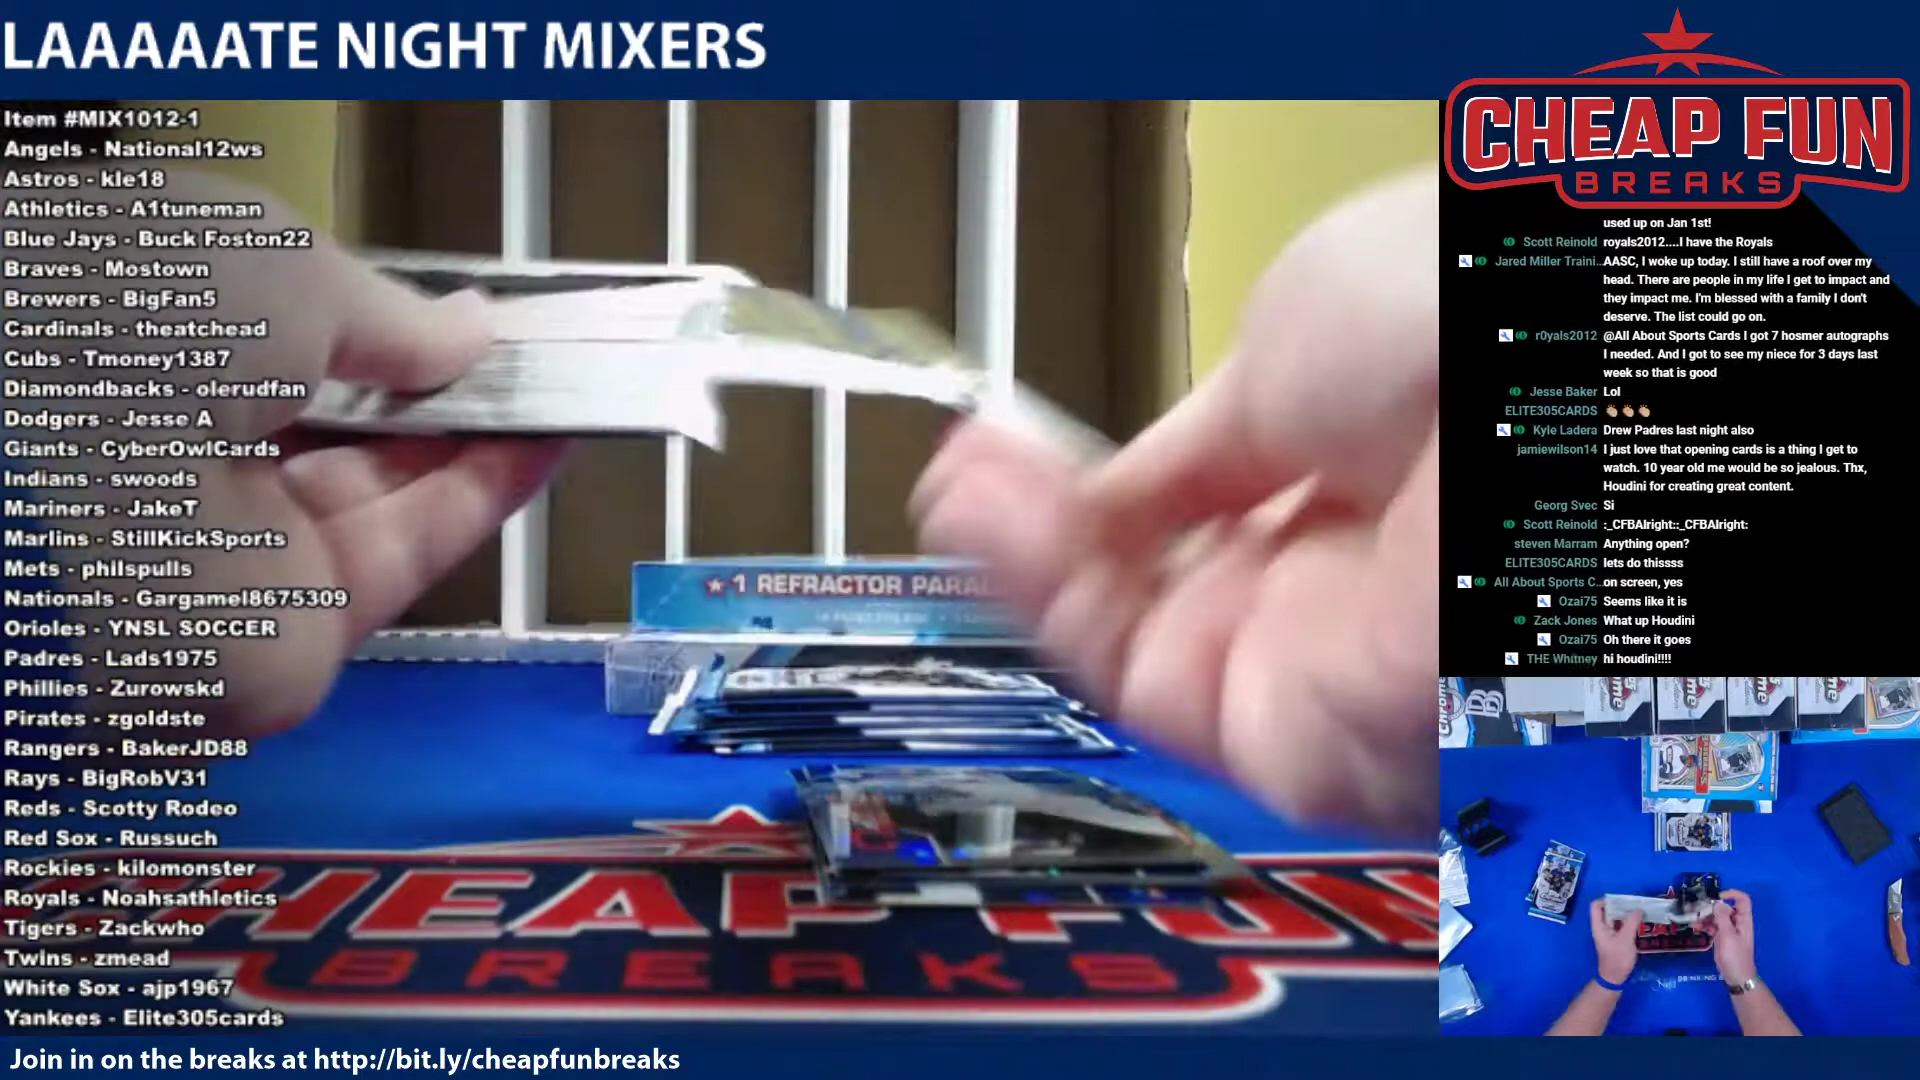 LAAAAATE NIGHT MIXERS
Item #MIX1012-1
Angels - National12ws
Astros - kle18
Athletics - A1tuneman
Blue Jays - Buck Foston22
Braves - Mostown
Brewers - BigFan5
Cardinals - theatchead
Cubs - Tmoney1387
Diamondbacks - olerudfan
Dodgers - Jesse A
Giants - CyberOwlCards
Indians - swoods
Mariners - JakeT
Marlins - StillKickSports
Mets - philspulls
Nationals - Gargamel8675309
Orioles - YNSL SOCCER
Padres - Lads1975
Phillies - Zurowskd
Pirates - zgoldste
Rangers - BakerJD88
Rays - BigRobV31
Reds - Scotty Rodeo
Red Sox - Russuch
Rockies - kilomonster
Royals - Noahsathletics
Tigers - Zackwho
Twins - zmead
White Sox - ajp1967
Yankees - Elite305cards
Join in on the breaks at http://bit.ly/cheapfunbreaks
1 REFRACTOR PARA
CHEAP FUN
BREAKS
CHEAP FUN
BREAKS
used up on Jan 1st!
Scott Reinold royals2012....I have the Royals
Jared Miller Traini... AASC, I woke up today. I still have a roof over my
head. There are people in my life I get to impact and
they impact me. I'm blessed with a family I don't
deserve. The list could go on.
r0yals2012 @All About Sports Cards I got 7 hosmer autographs
I needed. And I got to see my niece for 3 days last
week so that is good
Jesse Baker Lol
ELITE305CARDS 👏👏👏
Kyle Ladera Drew Padres last night also
jamiewilson14 I just love that opening cards is a thing I get to
watch. 10 year old me would be so jealous. Thx,
Houdini for creating great content.
Georg Svec Si
Scott Reinold :_CFBAlright::_CFBAlright:
steven Marram Anything open?
ELITE305CARDS lets do thissss
All About Sports C... on screen, yes
Ozai75 Seems like it is
Zack Jones What up Houdini
Ozai75 Oh there it goes
THE Whitney hi houdini!!!!